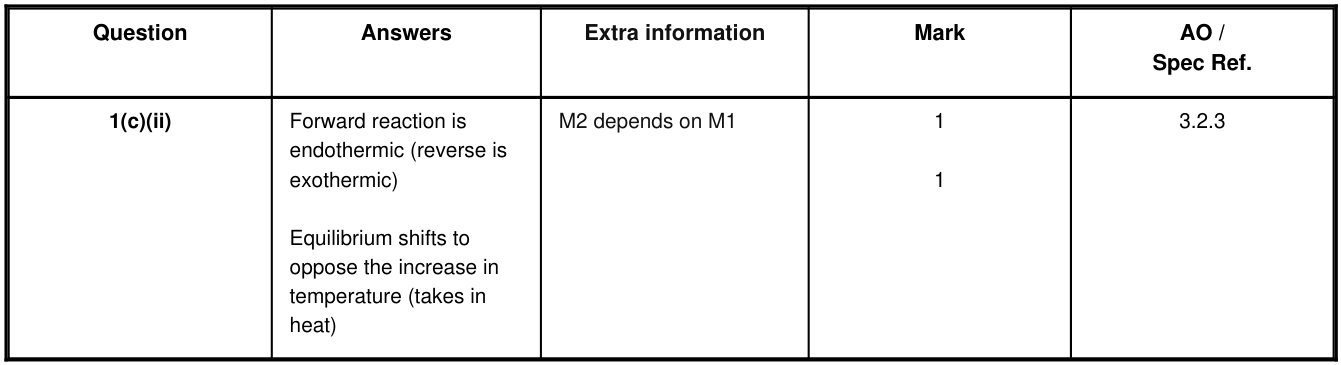 Question Answers Extra information Mark AO /
Spec Ref.
1(c)(ii) Forward reaction is M2 depends on M1 1 3.2.3
endothermic (reverse is
exothermic) 1
Equilibrium shifts to
oppose the increase in
temperature (takes in
heat)